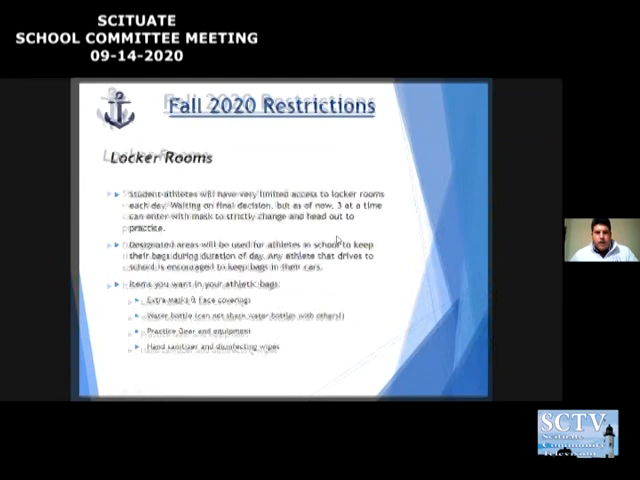 SCITUATE
SCHOOL COMMITTEE MEETING
09-14-2020
Fall 2020 Restrictions
Locker Rooms
Student-athletes will have very limited access to locker rooms
each day. Waiting on final decision, but as of now, 3 at a time
can enter with mask to strictly change and head out to
practice.
Designated areas will be used for athletes in school to keep
their bags during duration of day. Any athlete that drives to
school is encouraged to keep bags in their cars.
Items you want in your athletic bags:
Extra masks & Face coverings
Water bottle (can not share water bottles with others!)
Practice Gear and equipment
Hand sanitizer and disinfecting wipes
SCTV
Scituate
Community
Television